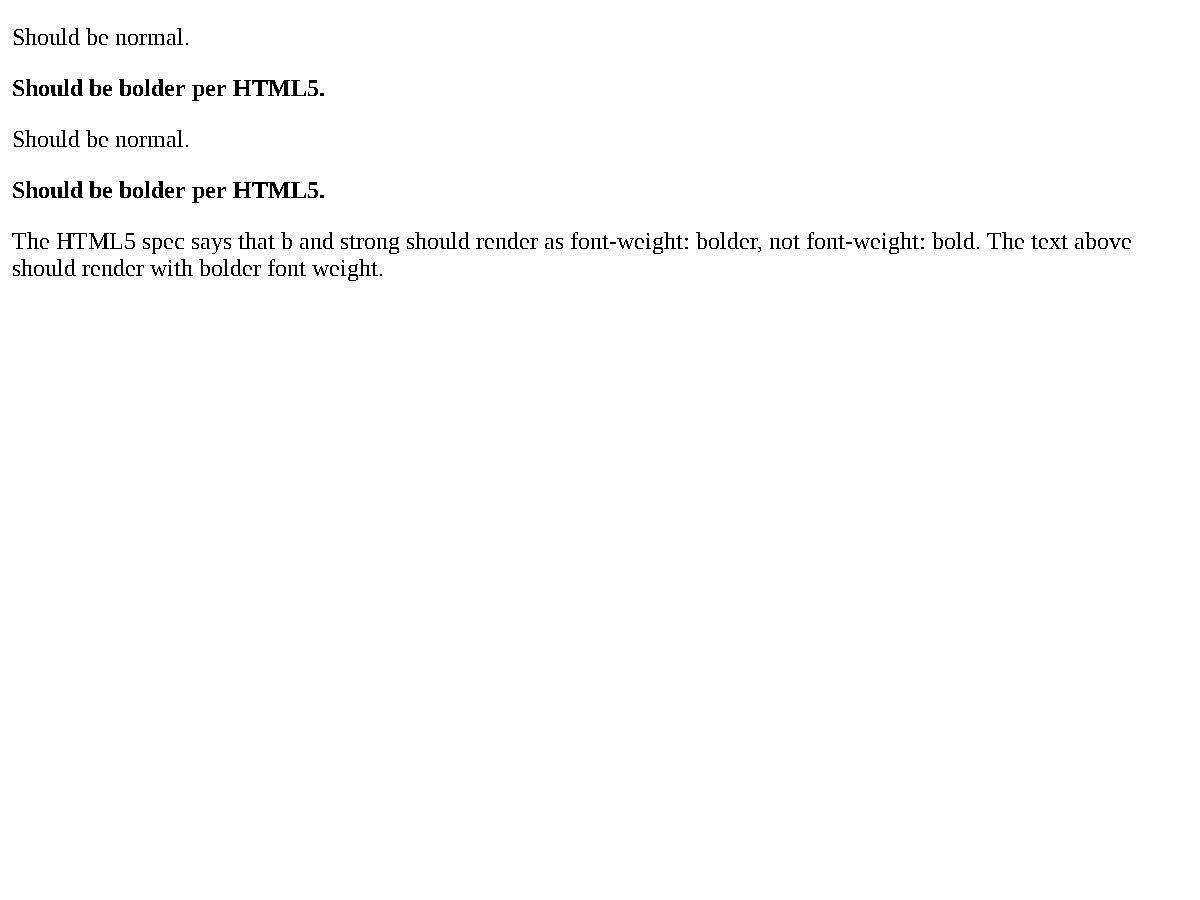 Should be normal.
Should be bolder per HTML5.
Should be normal.
Should be bolder per HTML5.
The HTML5 spec says that b and strong should render as font-weight: bolder, not font-weight: bold. The text above
should render with bolder font weight.